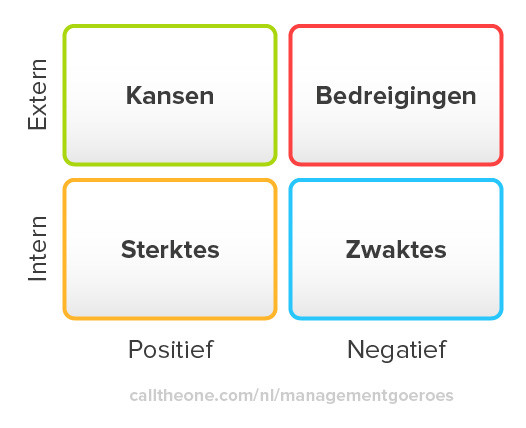 Extern
Kansen
Bedreigingen
Intern
Sterktes
Zwaktes
Positief
Negatief
calltheone.com/nl/managementgoeroes